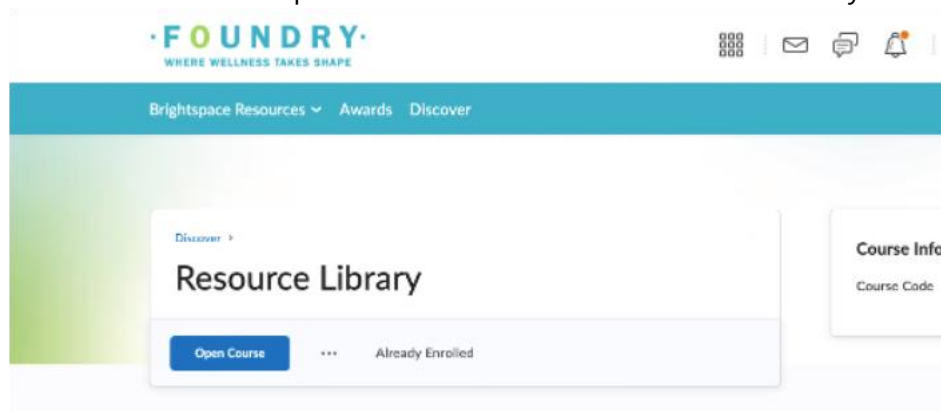 ·FOUNDRY·
WHERE WELLNESS TAKES SHAPE
Brightspace Resources Awards Discover
Discover >
Resource Library
Open Course ... Already Enrolled
Course Info
Course Code